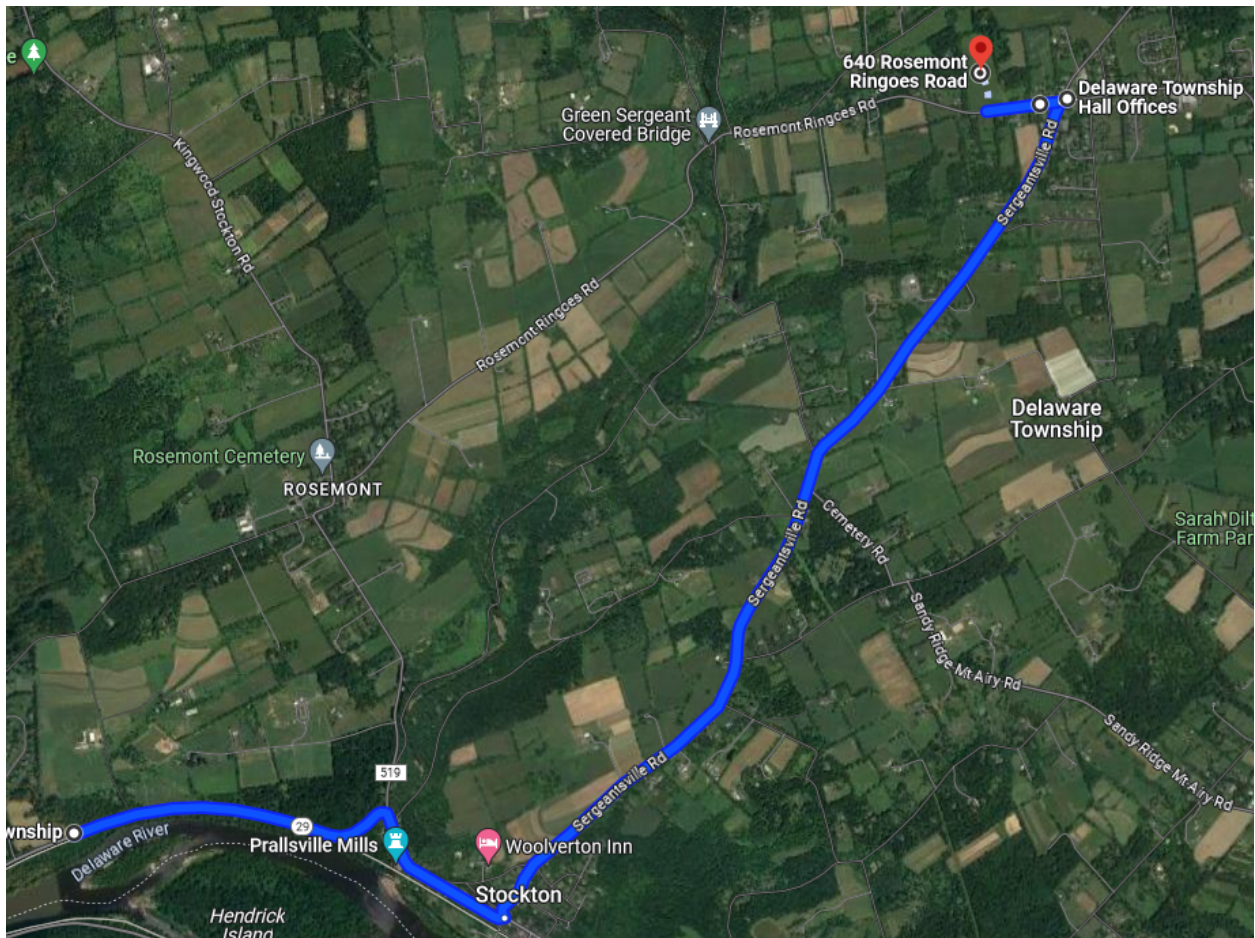 e
640 Rosemont
Ringoes Road
Delaware Township
Hall Offices
Green Sergeant
Covered Bridge
Rosemont Ringoes Rd
Sergeantsville Rd
Kingwood Stockton Rd
Rosemont Ringoes Rd
Delaware
Township
Rosemont Cemetery
ROSEMONT
Sergeantsville Rd
Cemetery Rd
Sarah Dilt
Farm Par
Sandy Ridge Mt Airy Rd
Sandy Ridge Mt Airy Rd
519
Sergeantsville Rd
wnship
29
Delaware River
Prallsville Mills
Woolverton Inn
Stockton
Hendrick
Island